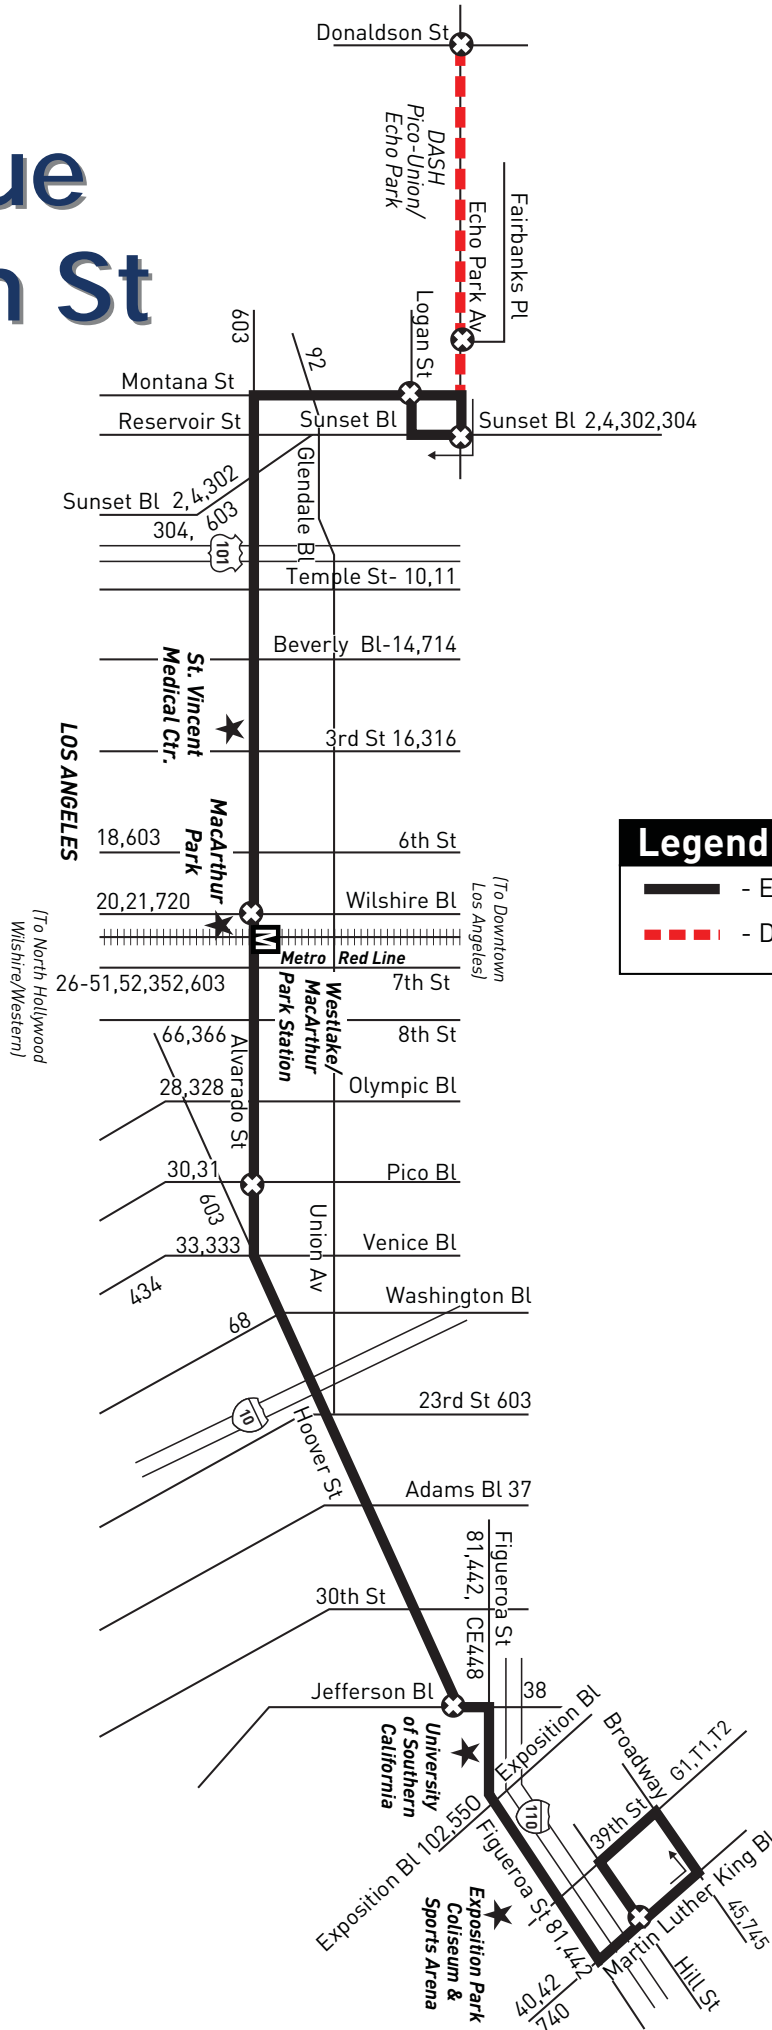 Donaldson St
DASH
Pico-Union/
Echo Park
Echo Park Av
Fairbanks Pl
ue
n St
603
92
Logan St
Montana St
Reservoir St
Sunset Bl
Sunset Bl 2,4,302,304
Glendale Bl
Sunset Bl 2,4,302
304, 603
101
Temple St- 10,11
Beverly Bl-14,714
St. Vincent
Medical Ctr.
3rd St 16,316
LOS ANGELES
MacArthur
Park
18,603
6th St
Legend
- E
- D
20,21,720
Wilshire Bl
(To Downtown
Los Angeles)
(To North Hollywood
Wilshire/Western)
M
Metro Red Line
26-51,52,352,603
7th St
Westlake/
MacArthur
Park Station
66,366
8th St
Alvarado St
28,328
Olympic Bl
30,31
Pico Bl
603
Union Av
33,333
Venice Bl
434
Washington Bl
68
10
23rd St 603
Hoover St
Adams Bl 37
Figueroa St
81,442, CE448
30th St
Jefferson Bl
38
University
of Southern
California
Exposition Bl
Broadway
G1,T1,T2
110
39th St
Exposition Bl 102,550
Figueroa St 81,442
Exposition Park
Coliseum &
Sports Arena
Martin Luther King Bl
45,745
Hill St
40,42
740